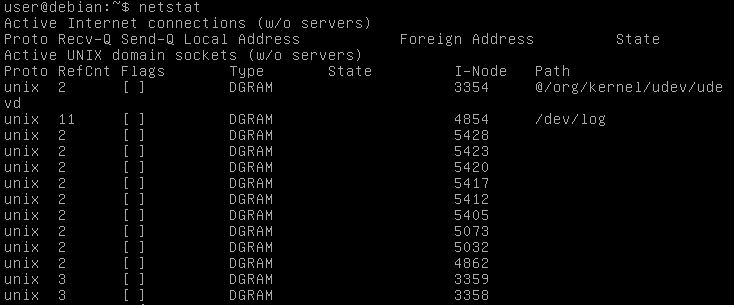 user@debian:~$ netstat
Active Internet connections (w/o servers)
Proto Recv-Q Send-Q Local Address           Foreign Address         State
Active UNIX domain sockets (w/o servers)
Proto RefCnt Flags       Type       State         I-Node   Path
unix  2      [ ]         DGRAM                    3354     @/org/kernel/udev/ude
vd
unix  11     [ ]         DGRAM                    4854     /dev/log
unix  2      [ ]         DGRAM                    5428
unix  2      [ ]         DGRAM                    5423
unix  2      [ ]         DGRAM                    5420
unix  2      [ ]         DGRAM                    5417
unix  2      [ ]         DGRAM                    5412
unix  2      [ ]         DGRAM                    5405
unix  2      [ ]         DGRAM                    5073
unix  2      [ ]         DGRAM                    5032
unix  2      [ ]         DGRAM                    4862
unix  3      [ ]         DGRAM                    3359
unix  3      [ ]         DGRAM                    3358